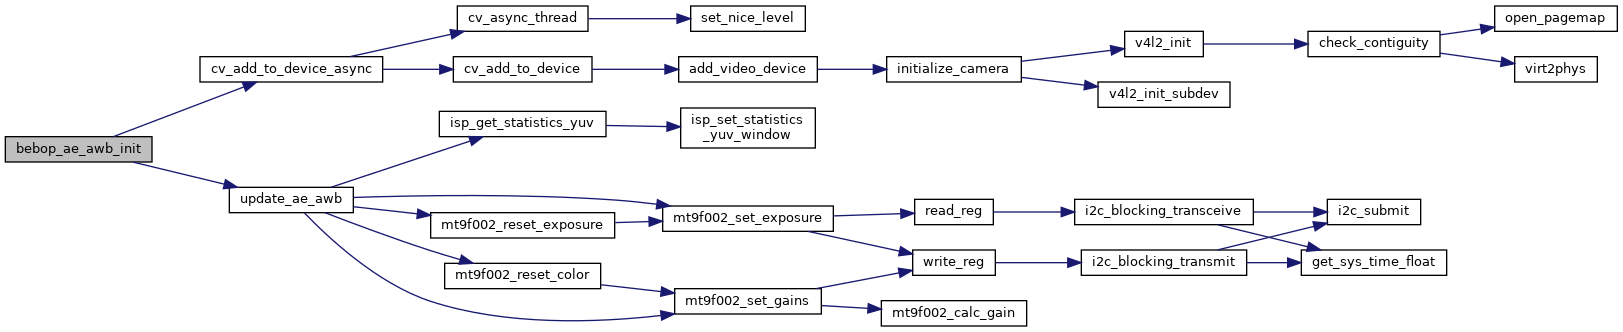 bebop_ae_awb_init
cv_add_to_device_async
cv_async_thread
set_nice_level
cv_add_to_device
add_video_device
initialize_camera
v4l2_init
check_contiguity
open_pagemap
virt2phys
v4l2_init_subdev
update_ae_awb
isp_get_statistics_yuv
isp_set_statistics
_yuv_window
mt9f002_reset_exposure
mt9f002_set_exposure
read_reg
i2c_blocking_transceive
i2c_submit
write_reg
i2c_blocking_transmit
get_sys_time_float
mt9f002_reset_color
mt9f002_set_gains
mt9f002_calc_gain